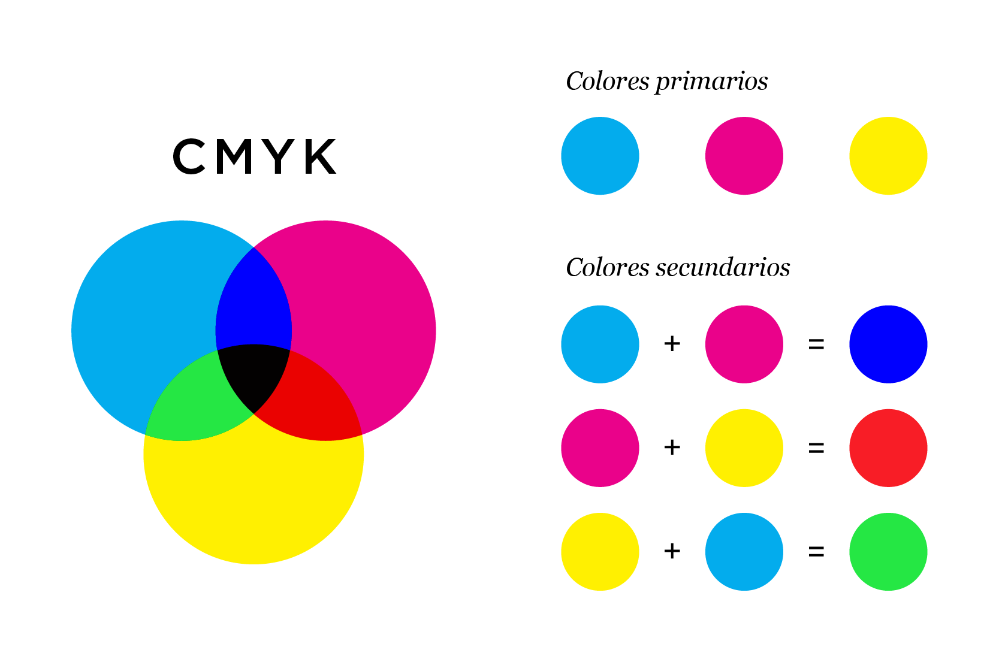 CMYK
Colores primarios
Colores secundarios
+ =
+ =
+ =